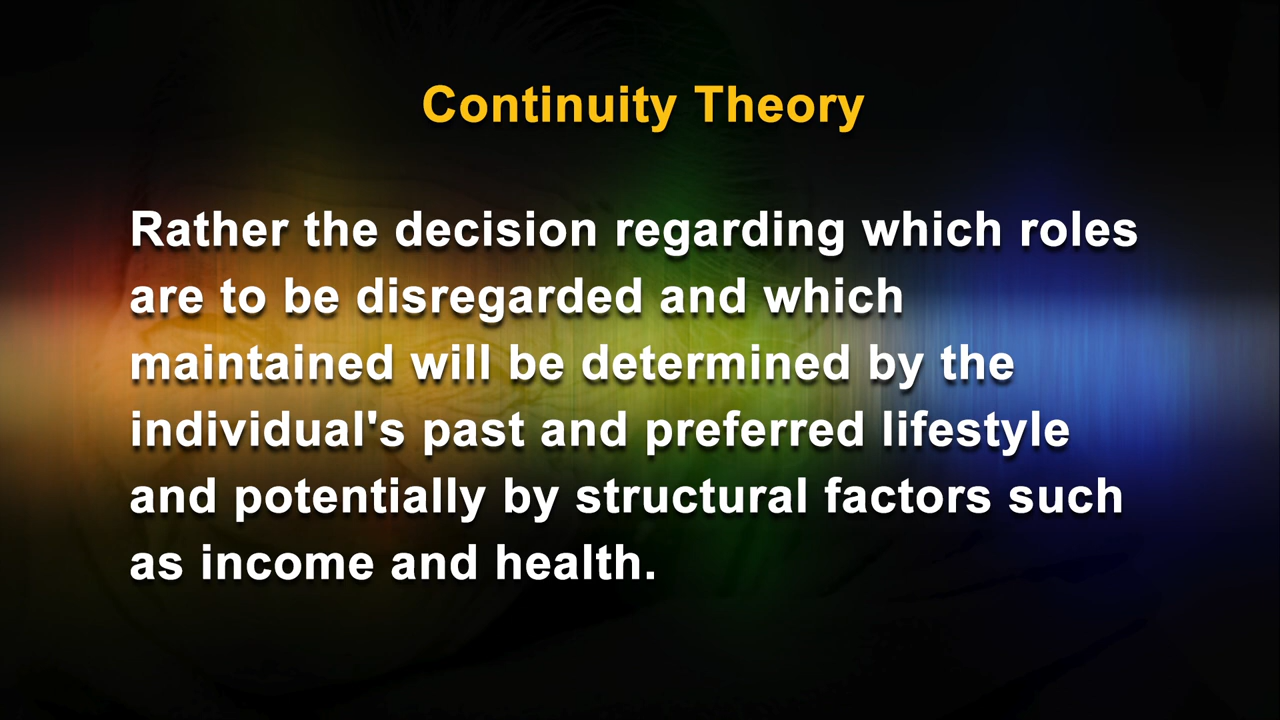 Continuity Theory
Rather the decision regarding which roles
are to be disregarded and which
maintained will be determined by the
individual's past and preferred lifestyle
and potentially by structural factors such
as income and health.